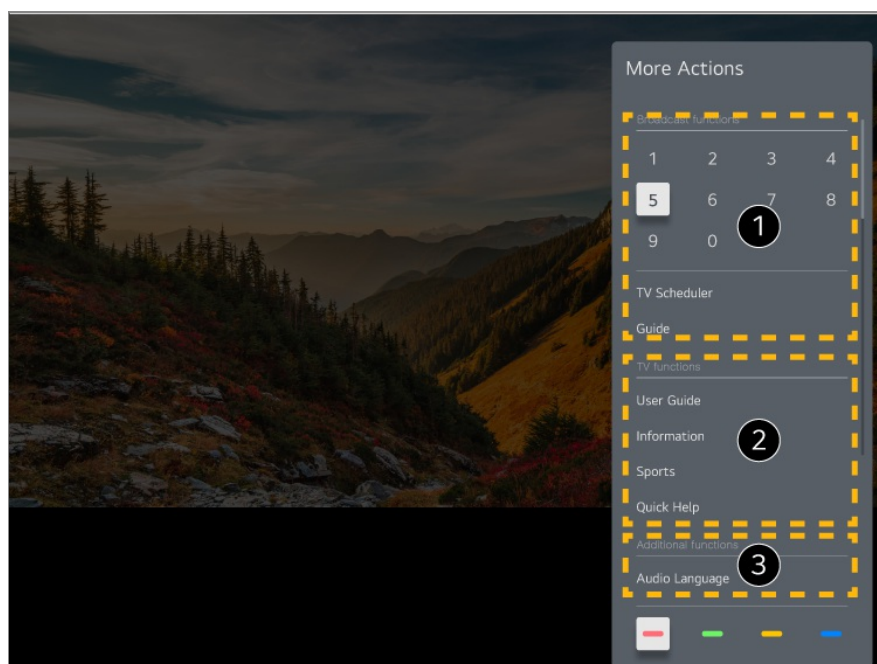 More Actions
Broadcast functions
1 2 3 4
5 6 7 8
1
9 0
TV Scheduler
Guide
TV functions
User Guide
Information
2
Sports
Quick Help
Additional functions
3
Audio Language